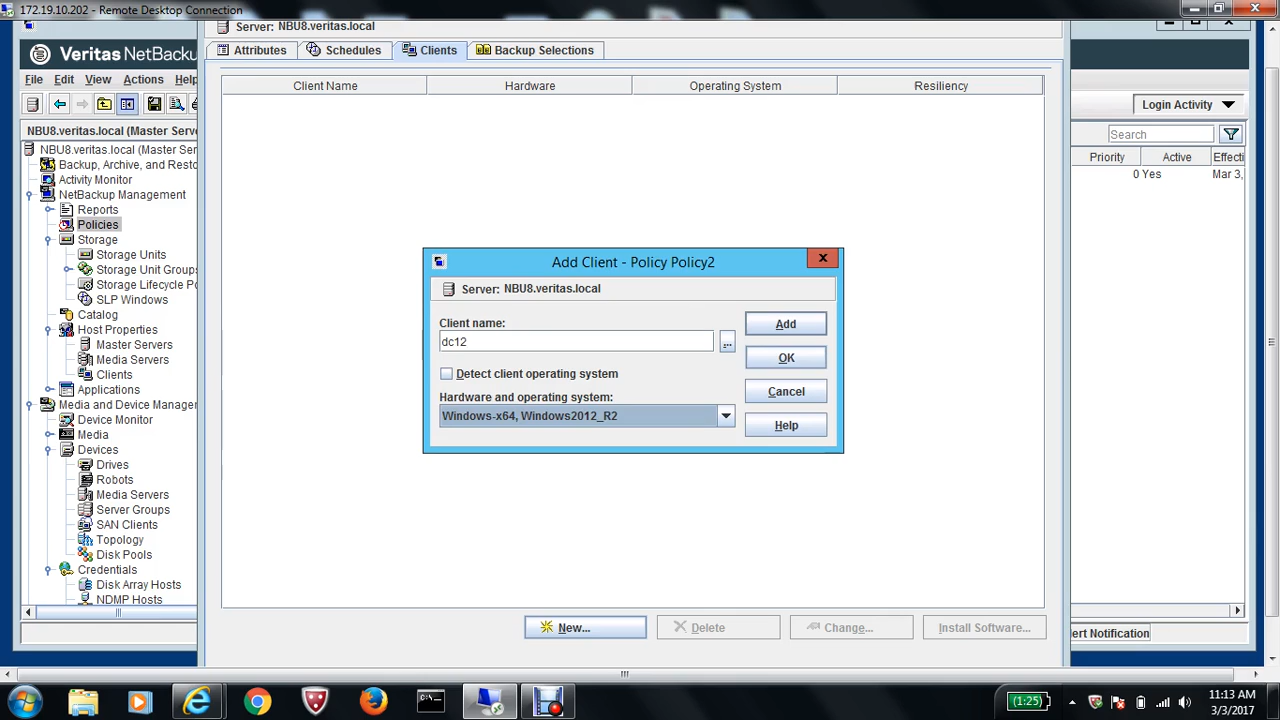 172.19.10.202 - Remote Desktop Connection
Server: NBU8.veritas.local
Veritas NetBacku
Attributes
Schedules
Clients
Backup Selections
File Edit View Actions Help
Client Name Hardware Operating System Resiliency
Login Activity
NBU8.veritas.local (Master Serve
Search
NBU8.veritas.local (Master Ser
Priority Active Effecti
Backup, Archive, and Resto
0 Yes Mar 3,
Activity Monitor
NetBackup Management
Reports
Policies
Storage
Storage Units
Storage Unit Groups
Storage Lifecycle Po
SLP Windows
Catalog
Host Properties
Master Servers
Media Servers
Clients
Applications
Media and Device Manager
Device Monitor
Media
Devices
Drives
Robots
Media Servers
Server Groups
SAN Clients
Topology
Disk Pools
Credentials
Disk Array Hosts
NDMP Hosts
Add Client - Policy Policy2
x
Server: NBU8.veritas.local
Client name:
dc12
...
Detect client operating system
Hardware and operating system:
Windows-x64, Windows2012_R2
Add
OK
Cancel
Help
New...
Delete
Change...
Install Software...
ert Notification
(1:25)
11:13 AM
3/3/2017